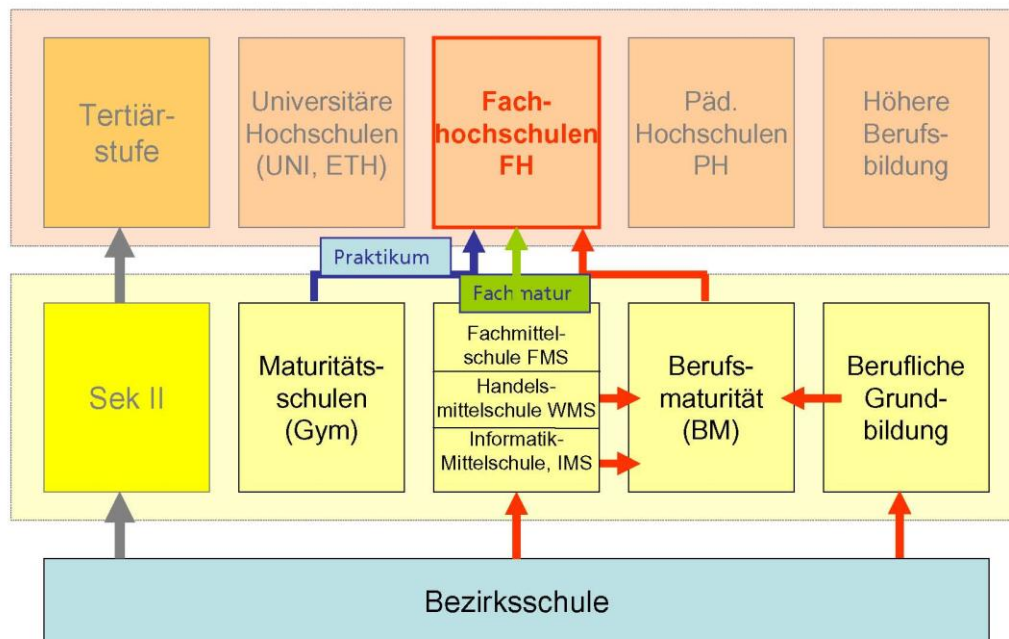 Tertiär-
stufe
Universitäre
Hochschulen
(UNI, ETH)
Fach-
hochschulen
FH
Päd.
Hochschulen
PH
Höhere
Berufs-
bildung
Praktikum
Fachmatur
Sek II
Maturitäts-
schulen
(Gym)
Fachmittel-
schule FMS
Handels-
mittelschule WMS
Informatik-
Mittelschule, IMS
Berufs-
maturität
(BM)
Berufliche
Grund-
bildung
Bezirksschule